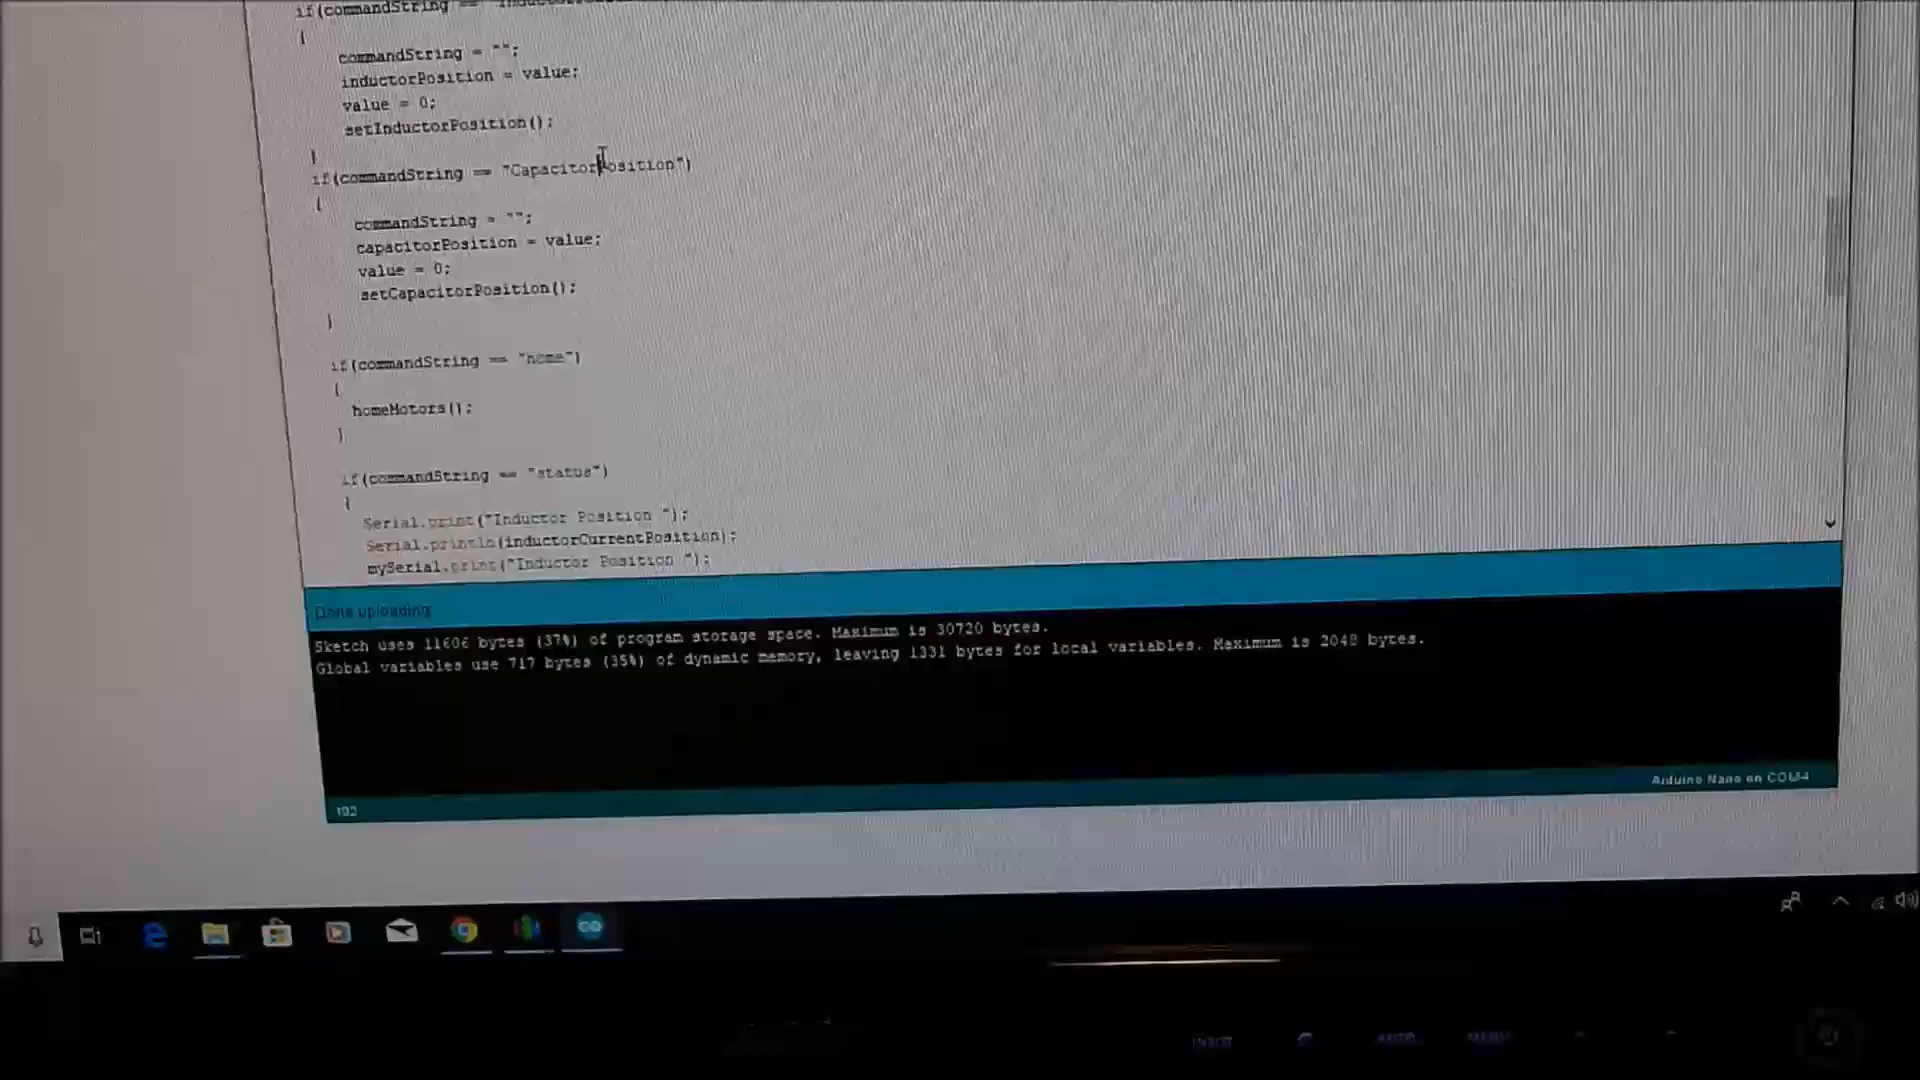 if(commandString ==
{
commandString = "";
inductorPosition = value;
value = 0;
setInductorPosition();
}
if(commandString == "CapacitorPosition")
{
commandString = "";
capacitorPosition = value;
value = 0;
setCapacitorPosition();
}
if(commandString == "home")
{
homeMotors();
}
if(commandString == "status")
{
Serial.print("Inductor Position ");
Serial.println(inductorCurrentPosition);
mySerial.print("Inductor Position ");
Done uploading.
Sketch uses 11606 bytes (37%) of program storage space. Maximum is 30720 bytes.
Global variables use 717 bytes (35%) of dynamic memory, leaving 1331 bytes for local variables. Maximum is 2048 bytes.
192
Arduino Nano on COM4
MENU